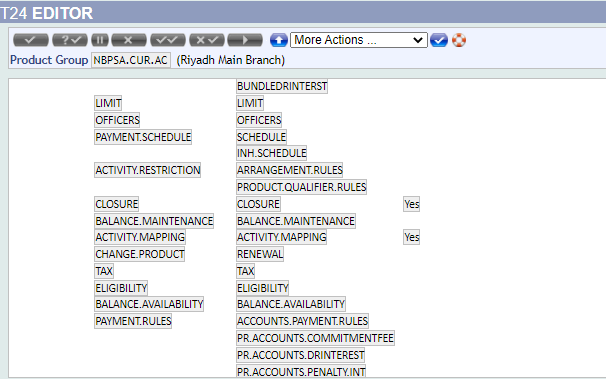 T24 EDITOR
More Actions ...
Product Group NBPSA.CUR.AC (Riyadh Main Branch)
BUNDLEDRINTERST
LIMIT LIMIT
OFFICERS OFFICERS
PAYMENT.SCHEDULE SCHEDULE
INH.SCHEDULE
ACTIVITY.RESTRICTION ARRANGEMENT.RULES
PRODUCT.QUALIFIER.RULES
CLOSURE CLOSURE Yes
BALANCE.MAINTENANCE BALANCE.MAINTENANCE
ACTIVITY.MAPPING ACTIVITY.MAPPING Yes
CHANGE.PRODUCT RENEWAL
TAX TAX
ELIGIBILITY ELIGIBILITY
BALANCE.AVAILABILITY BALANCE.AVAILABILITY
PAYMENT.RULES ACCOUNTS.PAYMENT.RULES
PR.ACCOUNTS.COMMITMENTFEE
PR.ACCOUNTS.DRINTEREST
PR.ACCOUNTS.PENALTY.INT